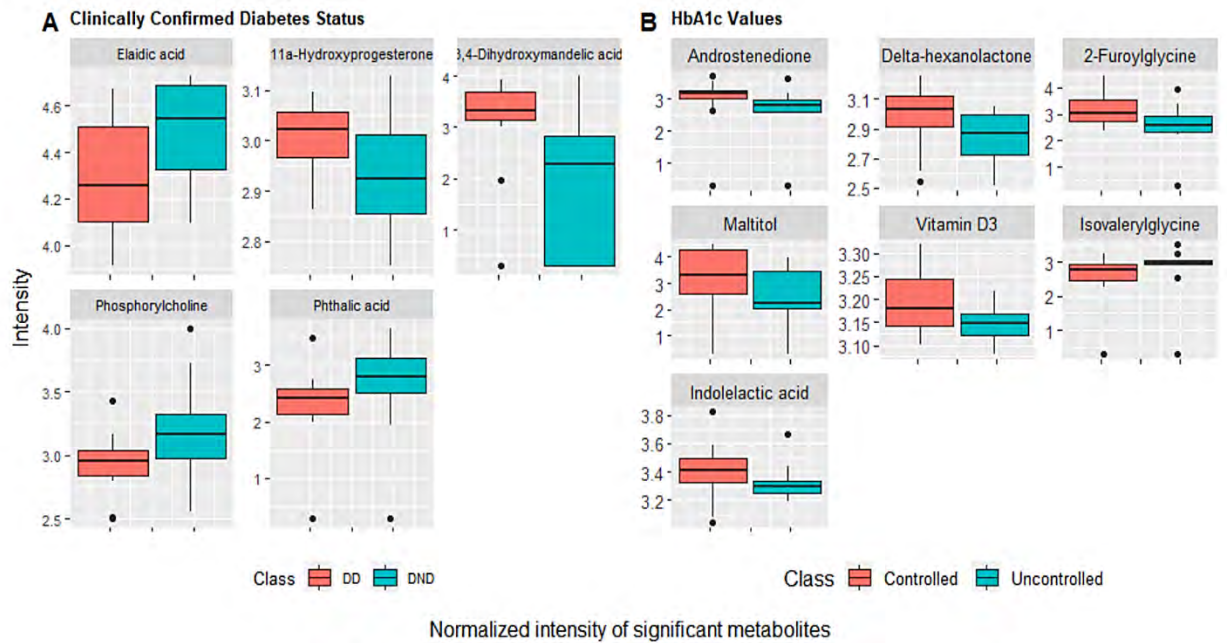 A Clinically Confirmed Diabetes Status
Elaidic acid
11a-Hydroxyprogesterone
3,4-Dihydroxymandelic acid
4.6
4.4
4.2
4.0
3.1
3.0
2.9
2.8
4
3
2
1
Phosphorylcholine
Phthalic acid
4.0
3.5
3.0
2.5
3
2
1
Intensity
Class DD DND
B HbA1c Values
Androstenedione
Delta-hexanolactone
2-Furoylglycine
3
2
1
3.1
2.9
2.7
2.5
4
3
2
1
Maltitol
Vitamin D3
Isovalerylglycine
4
3
2
1
3.30
3.25
3.20
3.15
3.10
3
2
1
Indolelactic acid
3.8
3.6
3.4
3.2
Class Controlled Uncontrolled
Normalized intensity of significant metabolites